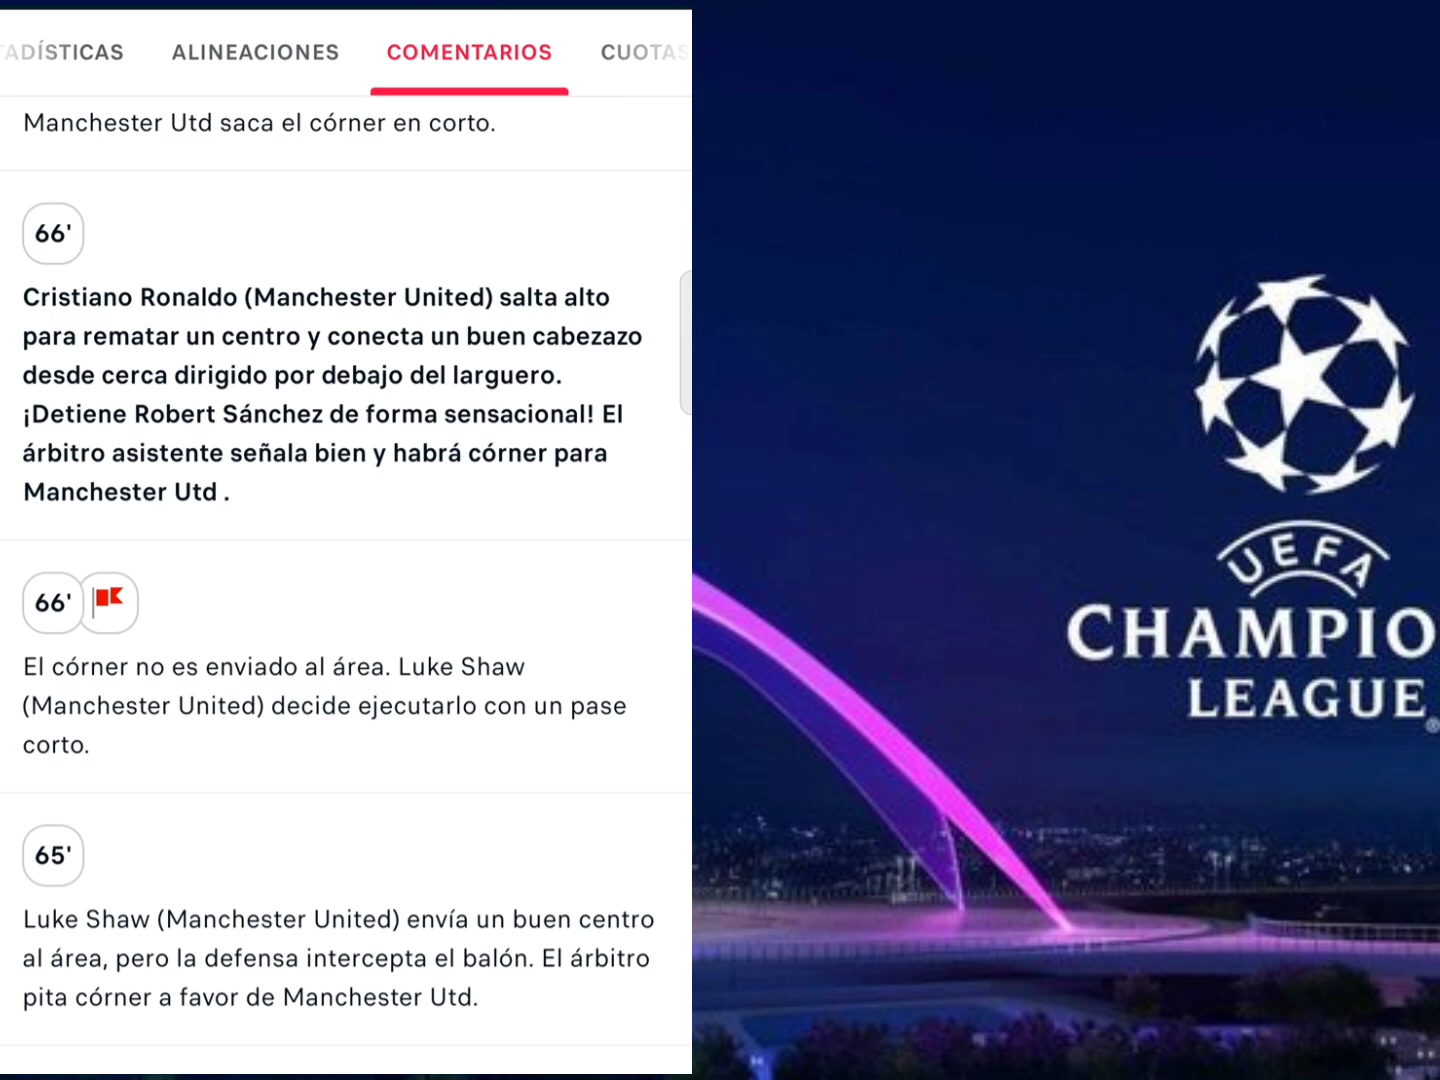 TADÍSTICAS ALINEACIONES COMENTARIOS CUOTAS
Manchester Utd saca el córner en corto.
66'
Cristiano Ronaldo (Manchester United) salta alto
para rematar un centro y conecta un buen cabezazo
desde cerca dirigido por debajo del larguero.
¡Detiene Robert Sánchez de forma sensacional! El
árbitro asistente señala bien y habrá córner para
Manchester Utd .
66'
El córner no es enviado al área. Luke Shaw
(Manchester United) decide ejecutarlo con un pase
corto.
65'
Luke Shaw (Manchester United) envía un buen centro
al área, pero la defensa intercepta el balón. El árbitro
pita córner a favor de Manchester Utd.
UEFA
CHAMPIO
LEAGUE®